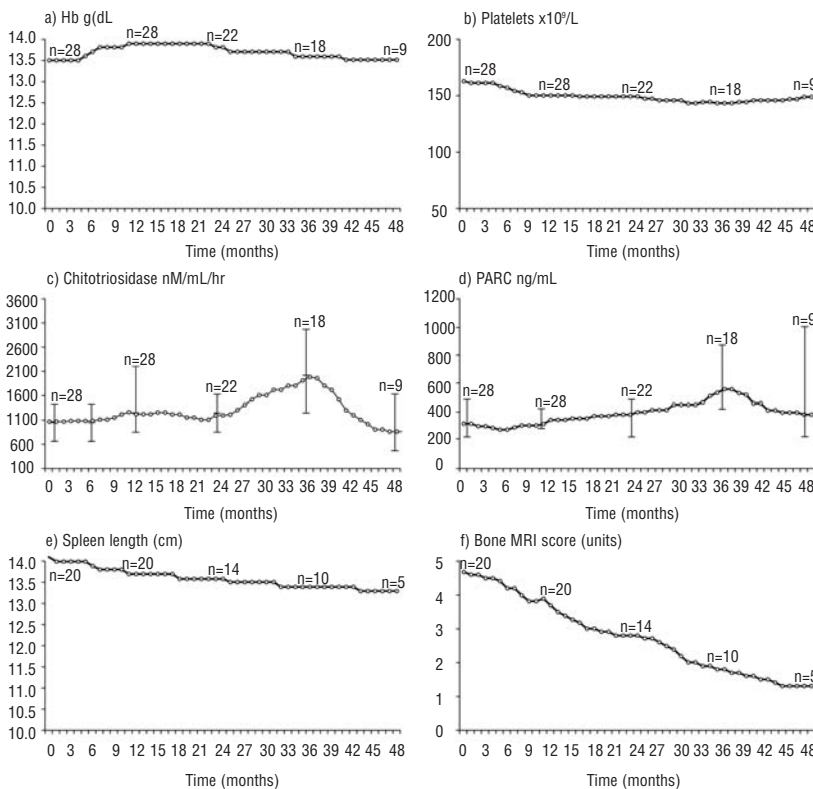 a) Hb g(dL
14.0
13.5
13.0
12.5
12.0
11.5
11.0
10.5
10.0
n=28
n=28
n=22
n=18
n=9
0 3 6 9 12 15 18 21 24 25 30 33 36 39 42 45 48
Time (months)
b) Platelets x10⁹/L
200
150
100
50
n=28
n=28
n=22
n=18
n=9
0 3 6 9 12 15 18 21 24 27 30 33 36 39 42 45 48
Time (months)
c) Chitotriosidase nM/mL/hr
3600
3100
2600
2100
1600
1100
600
100
n=28
n=28
n=22
n=18
n=9
0 3 6 9 12 15 18 21 24 27 30 33 36 39 42 45 48
Time (months)
d) PARC ng/mL
1200
1000
800
600
400
200
0
n=28
n=28
n=22
n=18
n=9
0 3 6 9 12 15 18 21 24 27 30 33 36 39 42 45 48
Time (months)
e) Spleen length (cm)
14.0
13.5
13.0
12.5
12.0
11.5
11.0
10.5
10.0
n=20
n=20
n=14
n=10
n=5
0 3 6 9 12 15 18 21 24 27 30 33 36 39 42 45 48
Time (months)
f) Bone MRI score (units)
5
4
3
2
1
0
n=20
n=20
n=14
n=10
n=5
0 3 6 9 12 15 18 21 24 27 30 33 36 39 42 45 48
Time (months)